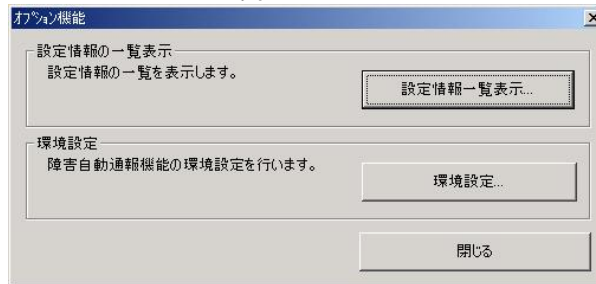 オプション機能
設定情報の一覧表示
設定情報の一覧を表示します。
設定情報一覧表示...
環境設定
障害自動通報機能の環境設定を行います。
環境設定...
閉じる